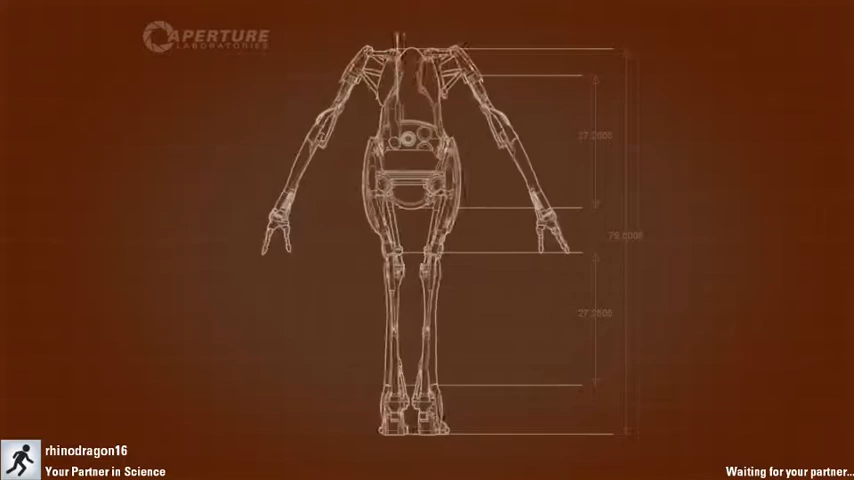 APERTURE
LABORATORIES
rhinodragon16
Your Partner in Science
Waiting for your partner...